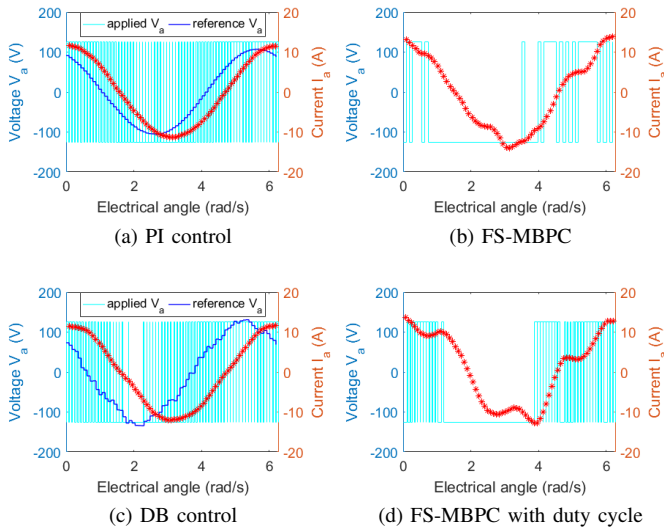 applied V_a reference V_a
200
100
0
-100
-200
Voltage V_a (V)
20
10
0
-10
-20
Current I_a (A)
0 2 4 6
Electrical angle (rad/s)
(a) PI control
200
100
0
-100
-200
Voltage V_a (V)
20
10
0
-10
-20
Current I_a (A)
0 2 4 6
Electrical angle (rad/s)
(b) FS-MBPC
applied V_a reference V_a
200
100
0
-100
-200
Voltage V_a (V)
20
10
0
-10
-20
Current I_a (A)
0 2 4 6
Electrical angle (rad/s)
(c) DB control
200
100
0
-100
-200
Voltage V_a (V)
20
10
0
-10
-20
Current I_a (A)
0 2 4 6
Electrical angle (rad/s)
(d) FS-MBPC with duty cycle